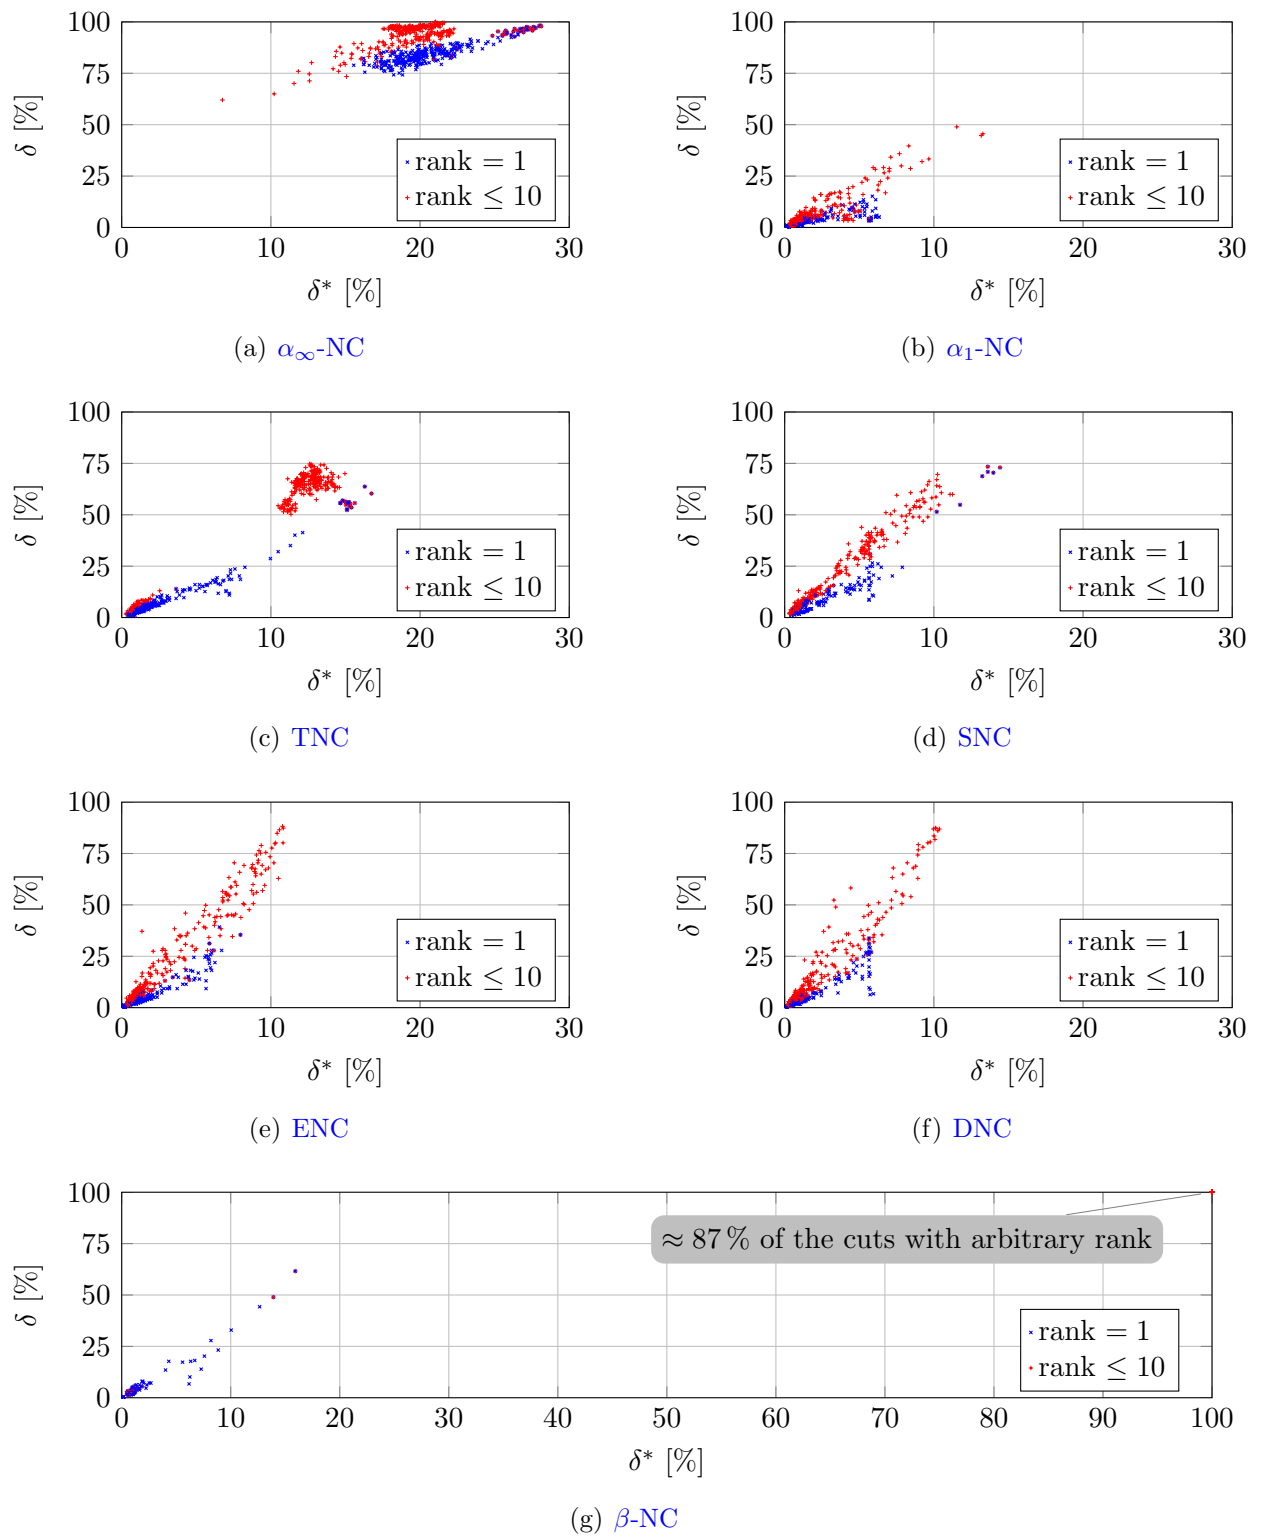 100
75
50
25
0
0 10 20 30
δ [%]
δ* [%]
rank = 1
rank ≤ 10
(a) α∞-NC
100
75
50
25
0
0 10 20 30
δ [%]
δ* [%]
rank = 1
rank ≤ 10
(b) α₁-NC
100
75
50
25
0
0 10 20 30
δ [%]
δ* [%]
rank = 1
rank ≤ 10
(c) TNC
100
75
50
25
0
0 10 20 30
δ [%]
δ* [%]
rank = 1
rank ≤ 10
(d) SNC
100
75
50
25
0
0 10 20 30
δ [%]
δ* [%]
rank = 1
rank ≤ 10
(e) ENC
100
75
50
25
0
0 10 20 30
δ [%]
δ* [%]
rank = 1
rank ≤ 10
(f) DNC
100
75
50
25
0
0 10 20 30 40 50 60 70 80 90 100
δ [%]
δ* [%]
≈ 87 % of the cuts with arbitrary rank
rank = 1
rank ≤ 10
(g) β-NC